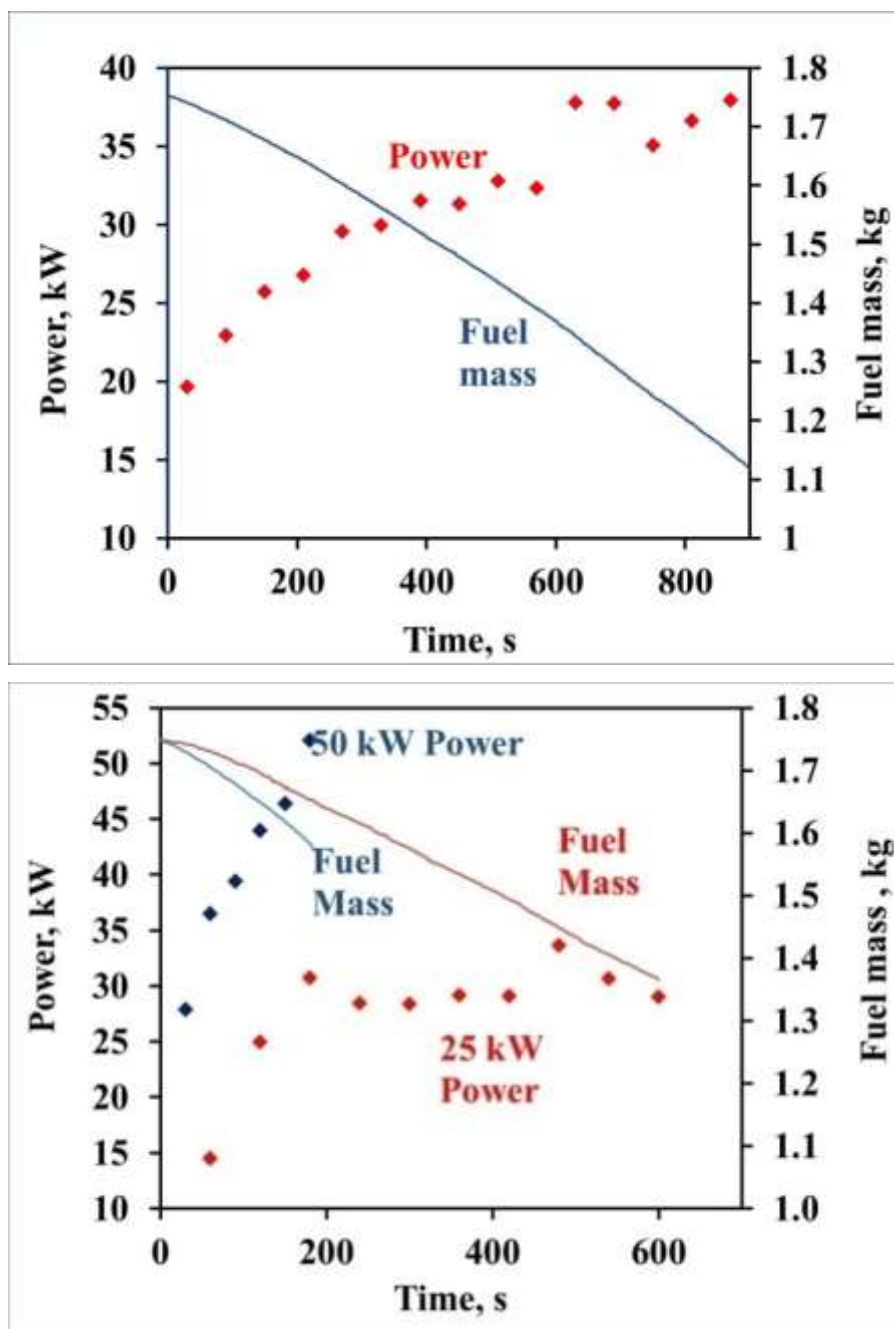 40
35
30
25
20
15
10
Power, kW
Power
Fuel
mass
1.8
1.7
1.6
1.5
1.4
1.3
1.2
1.1
1
Fuel mass, kg
0 200 400 600 800
Time, s
55
50
45
40
35
30
25
20
15
10
Power, kW
50 kW Power
Fuel
Mass
Fuel
Mass
25 kW
Power
1.8
1.7
1.6
1.5
1.4
1.3
1.2
1.1
1.0
Fuel mass , kg
0 200 400 600
Time, s